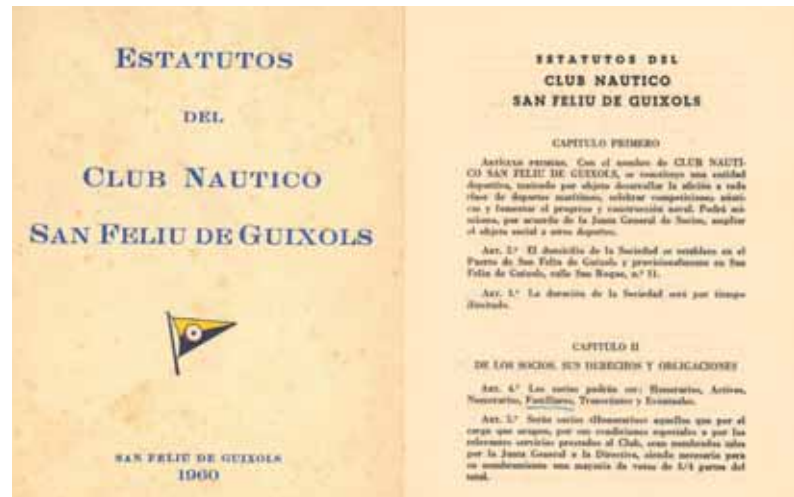 ESTATUTOS
DEL
CLUB NAUTICO
SAN FELIU DE GUIXOLS
SAN FELIU DE GUIXOLS
1960
ESTATUTOS DEL
CLUB NAUTICO
SAN FELIU DE GUIXOLS
CAPITULO PRIMERO
ARTÍCULO PRIMERO. Con el nombre de CLUB NAUTI-
CO SAN FELIU DE GUIXOLS, se constituye una entidad
deportiva, teniendo por objeto desarrollar la afición a toda
clase de deportes marítimos, celebrar competiciones náuti-
cas y fomentar el progreso y construcción naval. Podrá
por acuerdo de la Junta General de Socios, ampliar
el objeto social a otros deportes.
ART. 2.º El domicilio de la Sociedad se establece en el
Puerto de San Feliu de Guixols y provisionalmente en San
Feliu de Guixols, calle San Roque, n.º 11.
ART. 3.º La duración de la Sociedad será por tiempo
ilimitado.
CAPITULO II
DE LOS SOCIOS, SUS DERECHOS Y OBLIGACIONES
ART. 4.º Los socios podrán ser: Honorarios, Activos,
Numerarios, Familiares, Transeúntes y Eventuales.
ART. 5.º Serán socios «Honorarios» aquellos que por el
cargo que ocupen, por sus condiciones especiales o por los
relevantes servicios prestados al Club, sean nombrados tales
por la Junta General o la Directiva, siendo necesaria para
su nombramiento una mayoría de votos de 3/4 partes del
total.